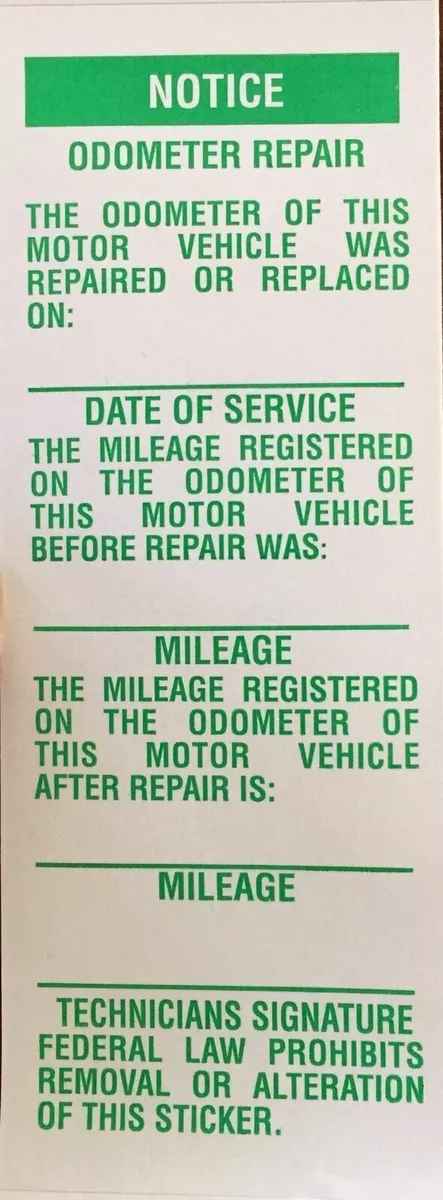 NOTICE
ODOMETER REPAIR
THE ODOMETER OF THIS
MOTOR VEHICLE WAS
REPAIRED OR REPLACED
ON:
DATE OF SERVICE
THE MILEAGE REGISTERED
ON THE ODOMETER OF
THIS MOTOR VEHICLE
BEFORE REPAIR WAS:
MILEAGE
THE MILEAGE REGISTERED
ON THE ODOMETER OF
THIS MOTOR VEHICLE
AFTER REPAIR IS:
MILEAGE
TECHNICIANS SIGNATURE
FEDERAL LAW PROHIBITS
REMOVAL OR ALTERATION
OF THIS STICKER.